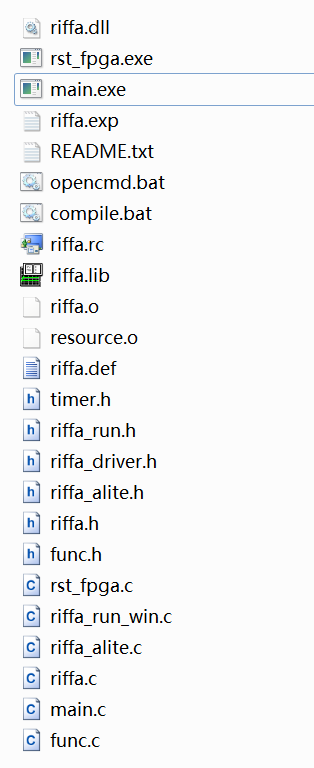 riffa.dll
rst_fpga.exe
main.exe
riffa.exp
README.txt
opencmd.bat
compile.bat
riffa.rc
riffa.lib
riffa.o
resource.o
riffa.def
timer.h
riffa_run.h
riffa_driver.h
riffa_alite.h
riffa.h
func.h
rst_fpga.c
riffa_run_win.c
riffa_alite.c
riffa.c
main.c
func.c